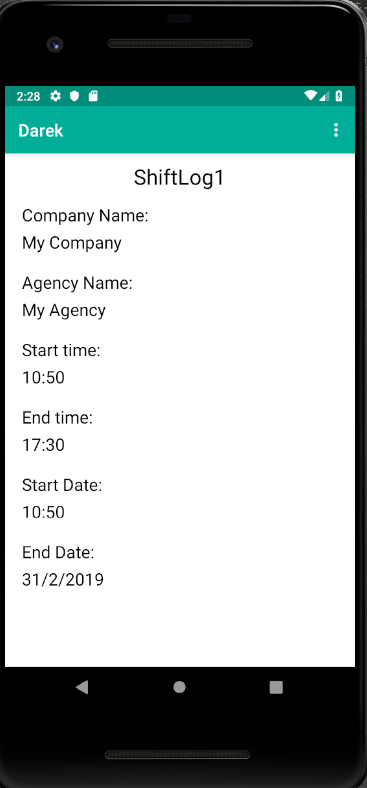 2:28
Darek
ShiftLog1
Company Name:
My Company
Agency Name:
My Agency
Start time:
10:50
End time:
17:30
Start Date:
10:50
End Date:
31/2/2019